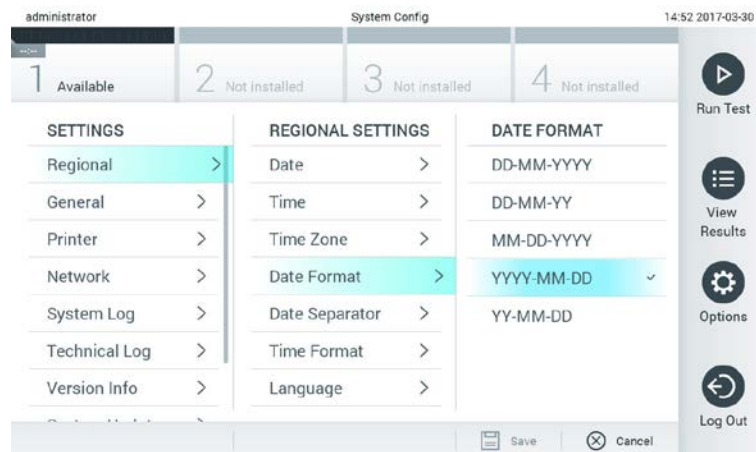 administrator System Config 14:52 2017-03-30
1 Available 2 Not installed 3 Not installed 4 Not installed
Run Test
SETTINGS REGIONAL SETTINGS DATE FORMAT
Regional > Date > DD-MM-YYYY
General > Time > DD-MM-YY
View
Results
Printer > Time Zone > MM-DD-YYYY
Network > Date Format > YYYY-MM-DD
System Log > Date Separator > YY-MM-DD
Options
Technical Log > Time Format >
Version Info > Language >
Save Cancel
Log Out